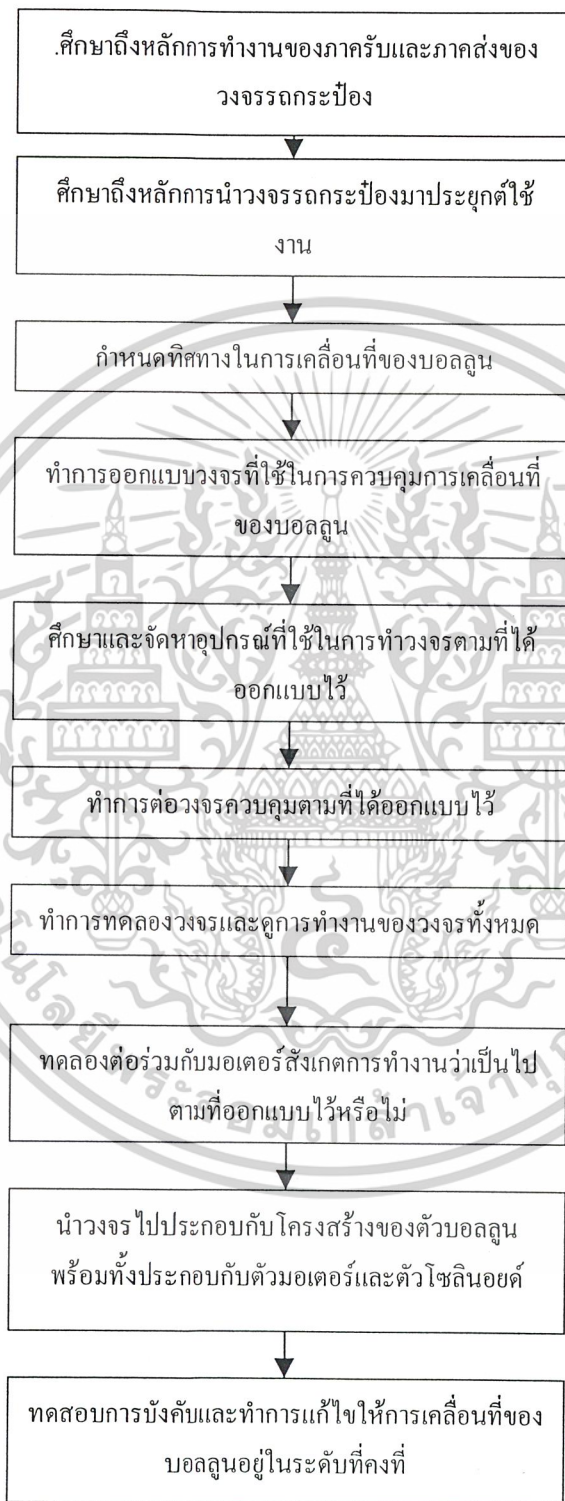 .ศึกษาถึงหลักการทำงานของภาครับและภาคส่งของ
วงจรรถกระป๋อง
ศึกษาถึงหลักการนำวงจรรถกระป๋องมาประยุกต์ใช้
งาน
กำหนดทิศทางในการเคลื่อนที่ของบอลลูน
ทำการออกแบบวงจรที่ใช้ในการควบคุมการเคลื่อนที่
ของบอลลูน
ศึกษาและจัดหาอุปกรณ์ที่ใช้ในการทำวงจรตามที่ได้
ออกแบบไว้
ทำการต่อวงจรควบคุมตามที่ได้ออกแบบไว้
ทำการทดลองวงจรและดูการทำงานของวงจรทั้งหมด
ทดลองต่อร่วมกับมอเตอร์สังเกตการทำงานว่าเป็นไป
ตามที่ออกแบบไว้หรือไม่
นำวงจรไปประกอบกับโครงสร้างของตัวบอลลูน
พร้อมทั้งประกอบกับตัวมอเตอร์และตัวโซลินอยด์
ทดสอบการบังคับและทำการแก้ไขให้การเคลื่อนที่ของ
บอลลูนอยู่ในระดับที่คงที่